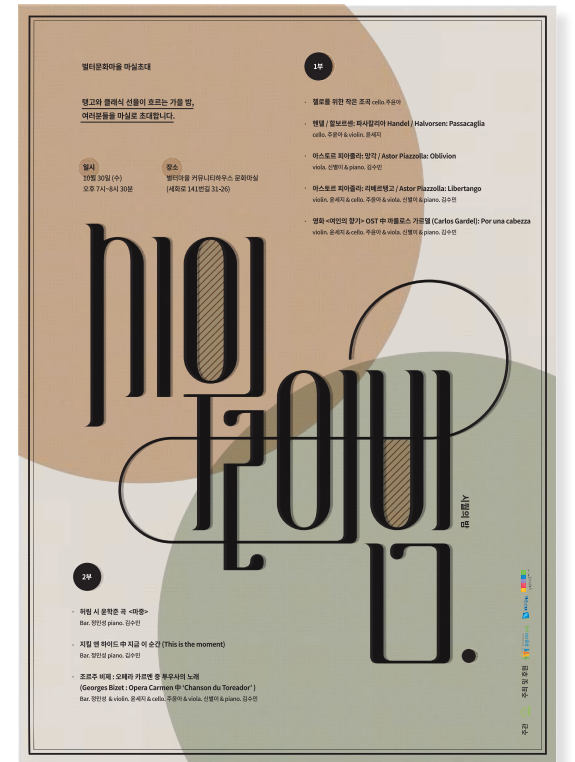 벌터문화마을 마실초대
탱고와 클래식 선율이 흐르는 가을 밤,
여러분들을 마실로 초대합니다.
일시
10월 30일 (수)
오후 7시~8시 30분
장소
벌터마을 커뮤니티하우스 문화마실
(세화로 141번길 31-26)
1부
· 첼로를 위한 작은 조곡 cello.주윤아
· 헨델 / 할보르센: 파사칼리아 Handel / Halvorsen: Passacaglia
cello. 주윤아 & violin. 윤세지
· 아스토르 피아졸라: 망각 / Astor Piazzolla: Oblivion
viola. 신별이 & piano. 김수민
· 아스토르 피아졸라: 리베르탱고 / Astor Piazzolla: Libertango
violin. 윤세지 & cello. 주윤아 & viola. 신별이 & piano. 김수민
· 영화 <여인의 향기> OST 中 까를로스 가르델 (Carlos Gardel): Por una cabezza
violin. 윤세지 & cello. 주윤아 & viola. 신별이 & piano. 김수민
시월의 밤
2부
· 허림 시 윤학준 곡 <마중>
Bar. 정민성 piano. 김수민
· 지킬 앤 하이드 中 지금 이 순간 (This is the moment)
Bar. 정민성 piano. 김수민
· 조르주 비제 : 오페라 카르멘 중 투우사의 노래
(Georges Bizet : Opera Carmen 中 'Chanson du Toreador' )
Bar. 정민성 & violin. 윤세지 & cello. 주윤아 & viola. 신별이 & piano. 김수민
주최 및 후원
주관